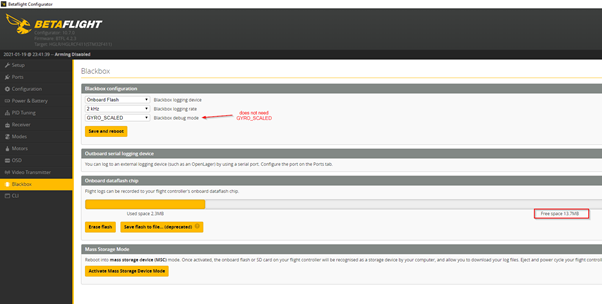 Betaflight Configurator
BETAFLIGHT
Configurator: 10.7.0
Firmware: BTFL 4.2.0
2021-01-19 @ 23:41:39 -- Arming Disabled
Setup
Ports
Configuration
Power & Battery
PID Tuning
Receiver
Modes
Motors
OSD
Video Transmitter
Blackbox
CLI
Blackbox
Blackbox configuration
Onboard Flash Blackbox logging device
2 kHz Blackbox logging rate
GYRO_SCALED Blackbox debug mode
does not need
GYRO_SCALED
Save and reboot
Outboard serial logging device
You can log to an external logging device (such as an OpenLager) by using a serial port. Configure the port on the Ports tab.
Onboard dataflash chip
Flight logs can be recorded to your flight controller's onboard dataflash chip.
Used space 2.3MB
Free space 13.7MB
Erase flash
Save flash to file... (deprecated)
Mass Storage Mode
Reboot into mass storage device (MSC) mode. Once activated, the onboard flash or SD card on your flight controller will be recognised as a storage device by your computer, and allow you to download your log files. Eject and power cycle your flight control
Activate Mass Storage Device Mode